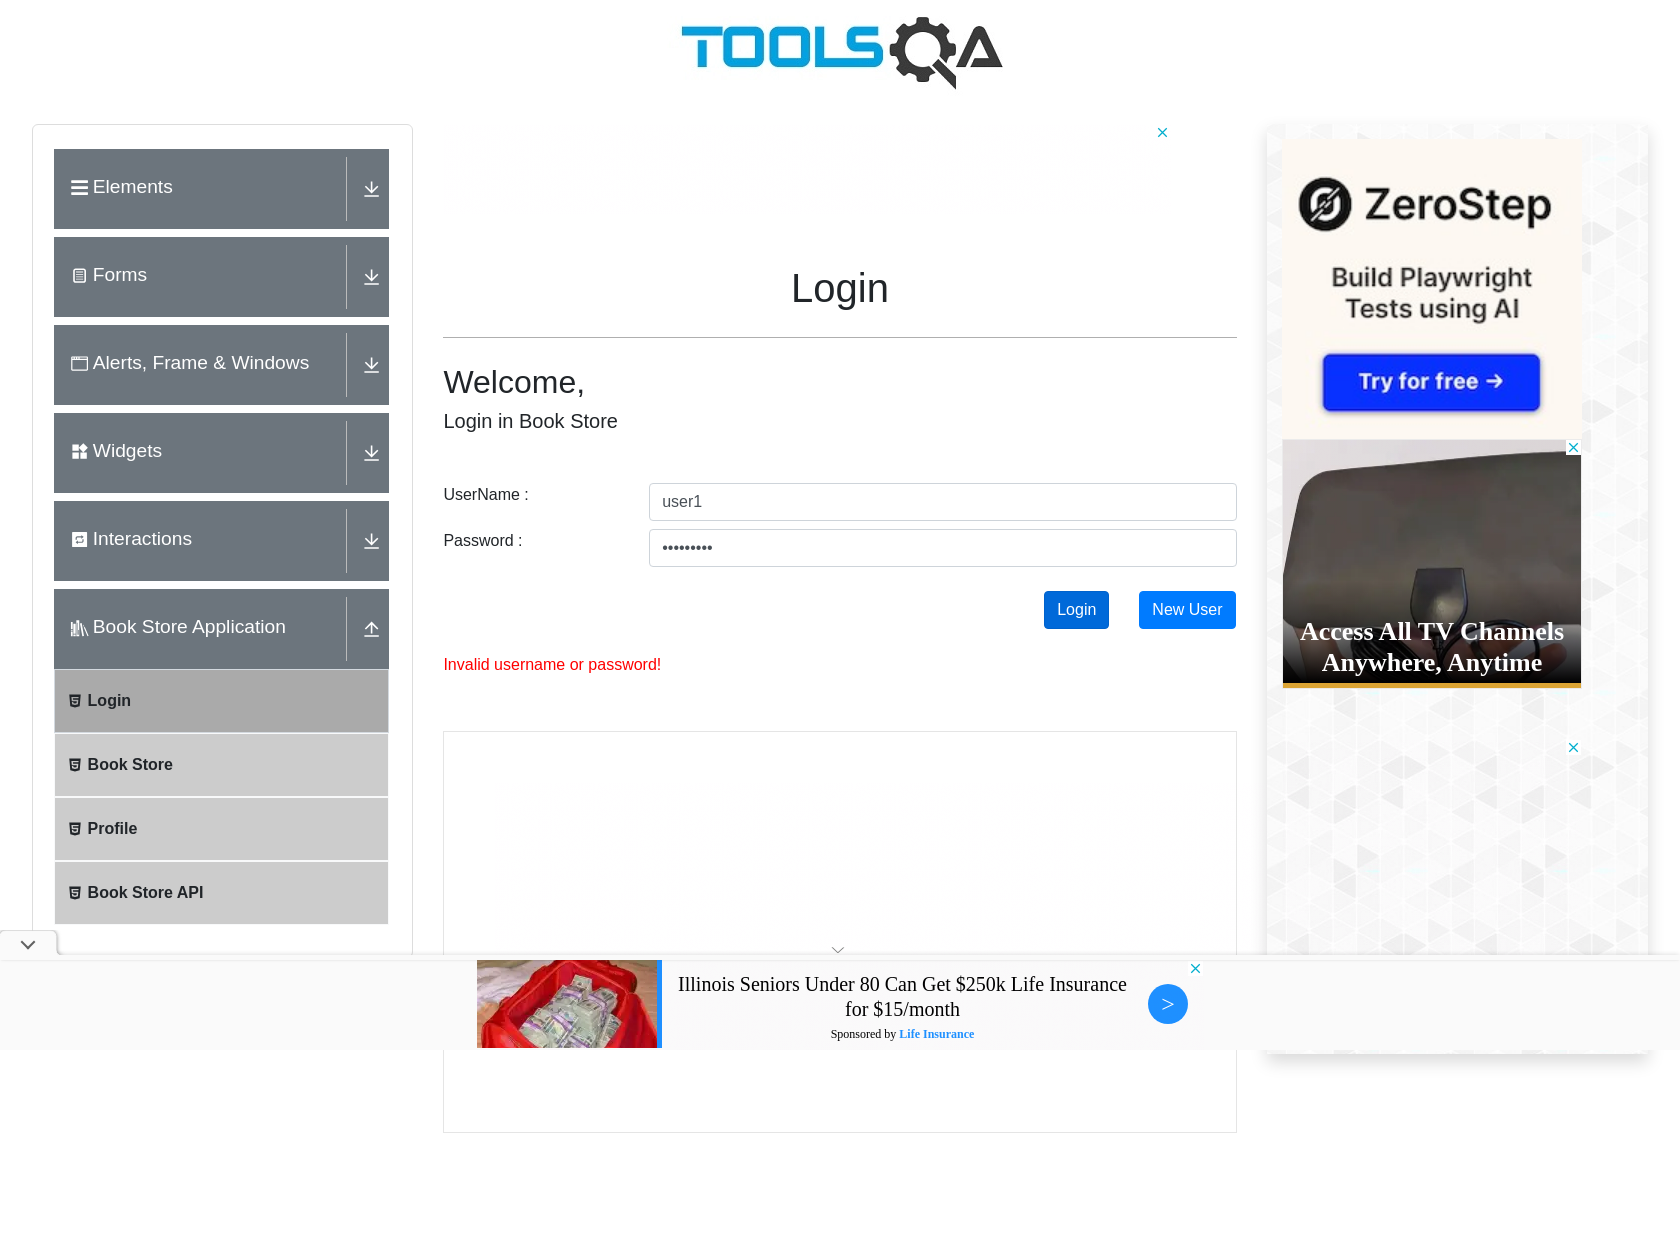 TOOLSQA
Elements
Forms
Alerts, Frame & Windows
Widgets
Interactions
Book Store Application
Login
Book Store
Profile
Book Store API
Login
Welcome,
Login in Book Store
UserName :
user1
Password :
•••••••••
Login
New User
Invalid username or password!
ZeroStep
Build Playwright
Tests using AI
Try for free →
Access All TV Channels
Anywhere, Anytime
Illinois Seniors Under 80 Can Get $250k Life Insurance
for $15/month
Sponsored by Life Insurance
>